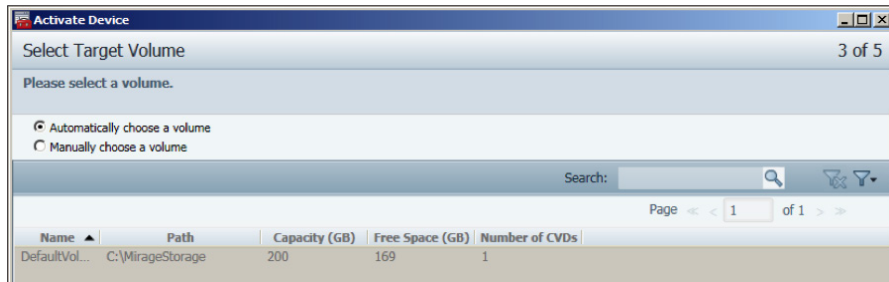 Activate Device
Select Target Volume 3 of 5
Please select a volume.
Automatically choose a volume
Manually choose a volume
Search:
Page 1 of 1
Name Path Capacity (GB) Free Space (GB) Number of CVDs
DefaultVol... C:\MirageStorage 200 169 1